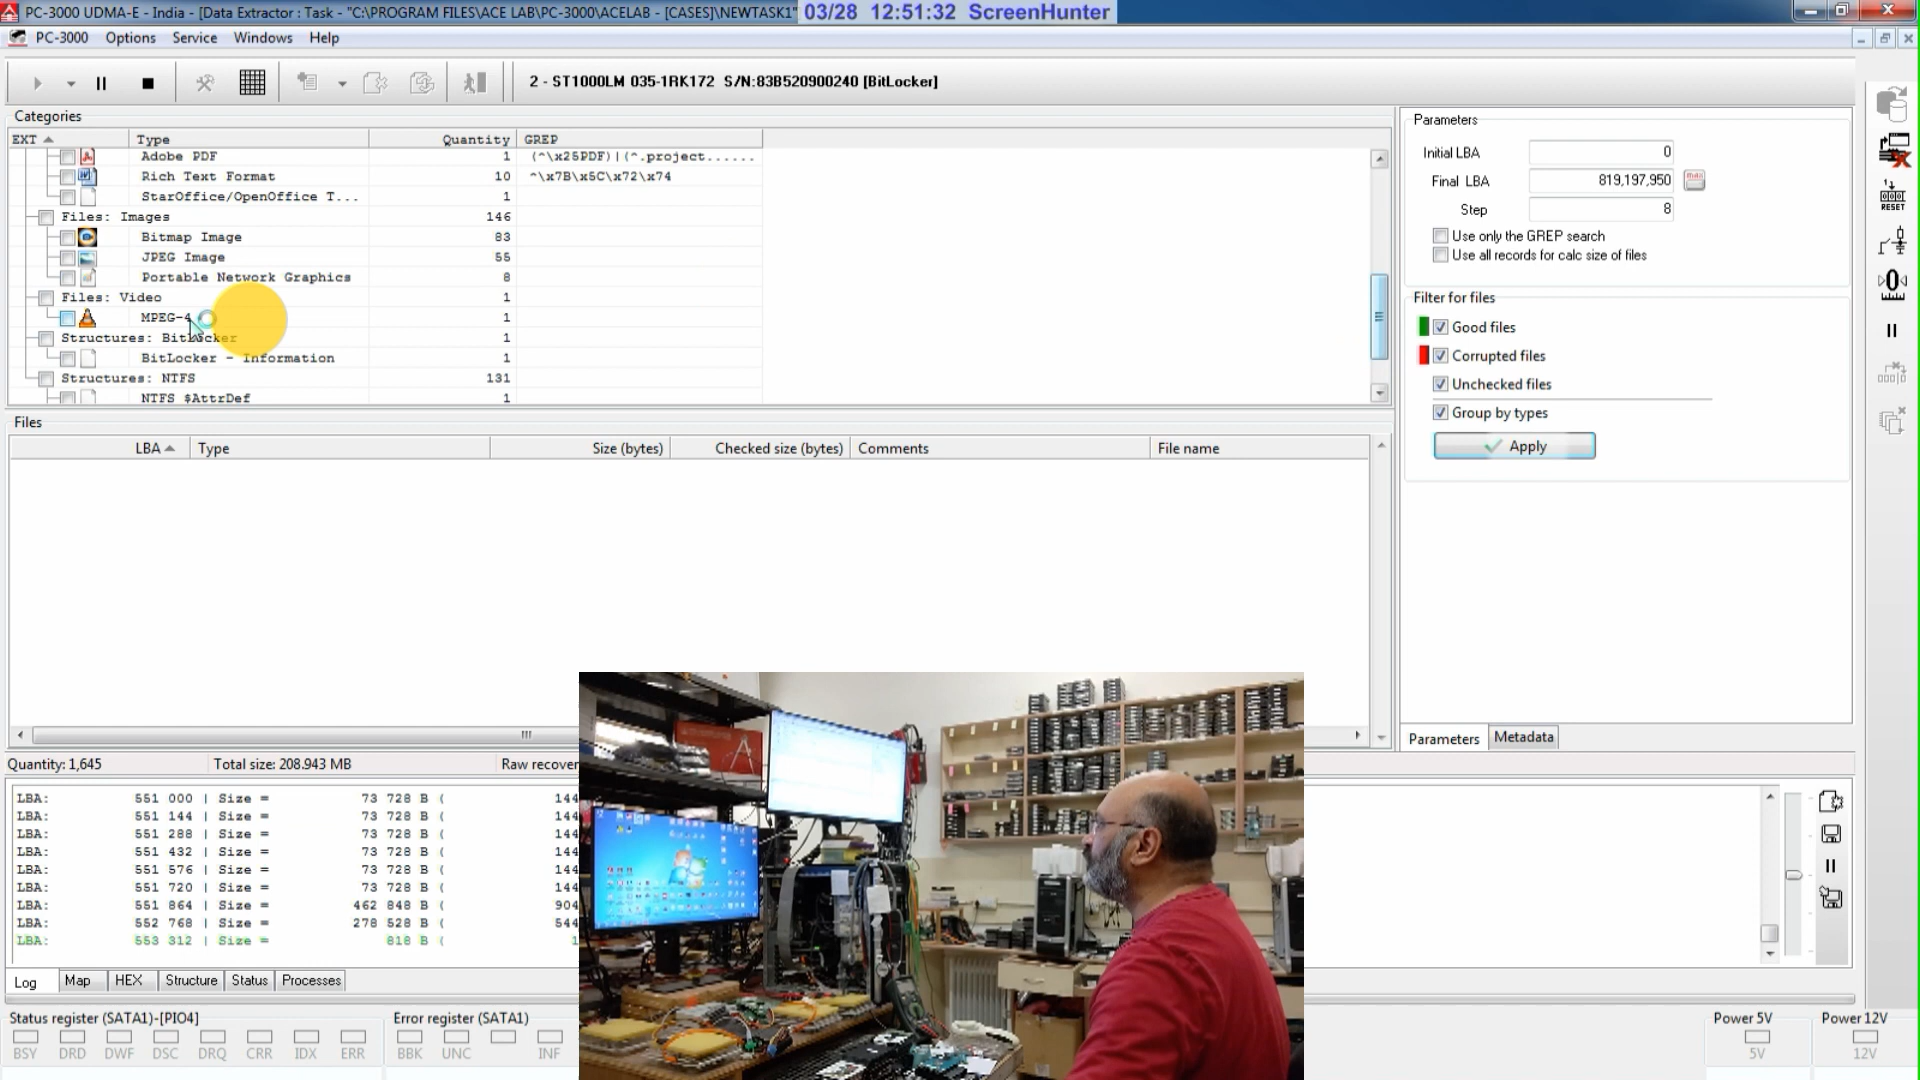 PC-3000 UDMA-E - India - [Data Extractor : Task - "C:\PROGRAM FILES\ACE LAB\PC-3000\ACELAB - [CASES]\NEWTASK1"
03/28 12:51:32 ScreenHunter
PC-3000 Options Service Windows Help
2 - ST1000LM 035-1RK172 S/N:83B520900240 [BitLocker]
Categories
EXT Type Quantity GREP
Adobe PDF 1 (^\x25PDF)|(^.project......
Rich Text Format 10 ^\x7B\x5C\x72\x74
StarOffice/OpenOffice T... 1
Files: Images 146
Bitmap Image 83
JPEG Image 55
Portable Network Graphics 8
Files: Video 1
MPEG-4 1
Structures: BitLocker 1
BitLocker - Information 1
Structures: NTFS 131
NTFS $AttrDef 1
Parameters
Initial LBA 0
Final LBA 819,197,950
Step 8
Use only the GREP search
Use all records for calc size of files
Filter for files
Good files
Corrupted files
Unchecked files
Group by types
Apply
RESET
Files
LBA Type Size (bytes) Checked size (bytes) Comments File name
Parameters Metadata
Quantity: 1,645 Total size: 208.943 MB Raw recover
LBA: 551 000 | Size = 73 728 B ( 144
LBA: 551 144 | Size = 73 728 B ( 144
LBA: 551 288 | Size = 73 728 B ( 144
LBA: 551 432 | Size = 73 728 B ( 144
LBA: 551 576 | Size = 73 728 B ( 144
LBA: 551 720 | Size = 73 728 B ( 144
LBA: 551 864 | Size = 462 848 B ( 904
LBA: 552 768 | Size = 278 528 B ( 544
LBA: 553 312 | Size = 818 B ( 1
Log Map HEX Structure Status Processes
Status register (SATA1)-[PIO4] Error register (SATA1) Power 5V Power 12V
BSY DRD DWF DSC DRQ CRR IDX ERR BBK UNC INF 5V 12V